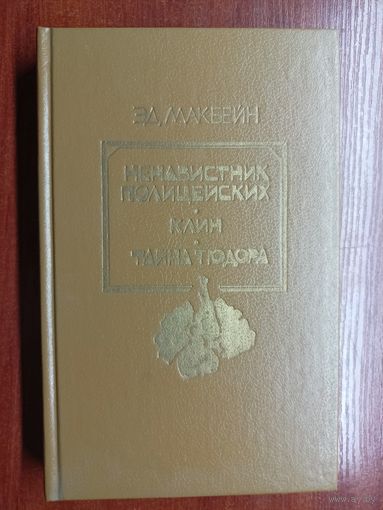 ЭД МАКБЕЙН
НЕНАВИСТНИК
ПОЛИЦЕЙСКИХ
•
КЛИН
•
ТАЙНА ТЮДОРА